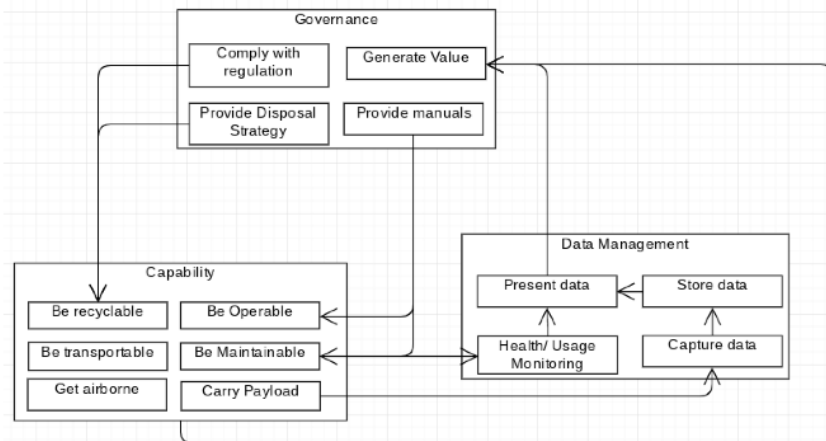 Governance
Comply with
regulation
Generate Value
Provide Disposal
Strategy
Provide manuals
Capability
Be recyclable
Be Operable
Be transportable
Be Maintainable
Get airborne
Carry Payload
Data Management
Present data
Store data
Health/ Usage
Monitoring
Capture data